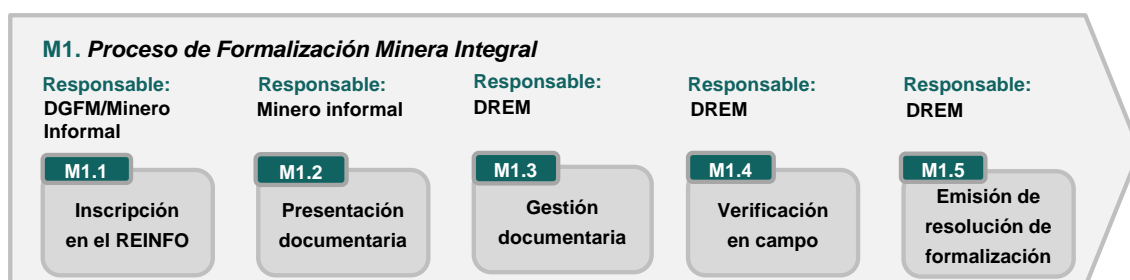 M1. Proceso de Formalización Minera Integral
Responsable:
DGFM/Minero
Informal
M1.1
Inscripción
en el REINFO
Responsable:
Minero informal
M1.2
Presentación
documentaria
Responsable:
DREM
M1.3
Gestión
documentaria
Responsable:
DREM
M1.4
Verificación
en campo
Responsable:
DREM
M1.5
Emisión de
resolución de
formalización